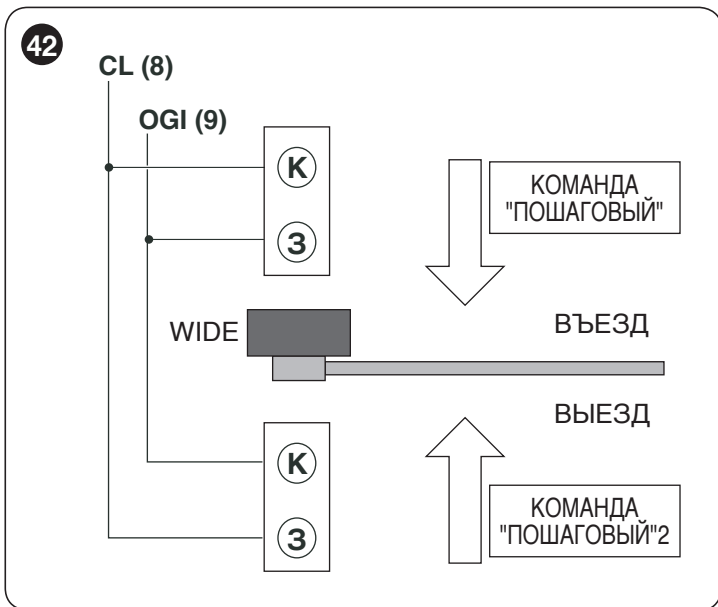 42
CL (8)
OGI (9)
К
З
КОМАНДА
"ПОШАГОВЫЙ"
WIDE
ВЪЕЗД
ВЫЕЗД
К
З
КОМАНДА
"ПОШАГОВЫЙ"2